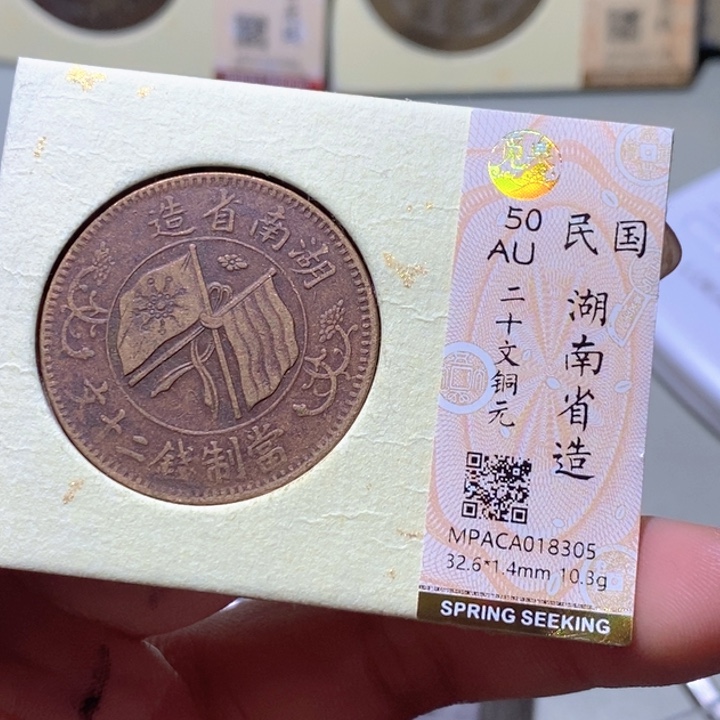 湖南省造
當制錢二十文
50
AU
民国
湖南省造
二十文铜元
MPACA018305
32.6*1.4mm 10.3g
SPRING SEEKING